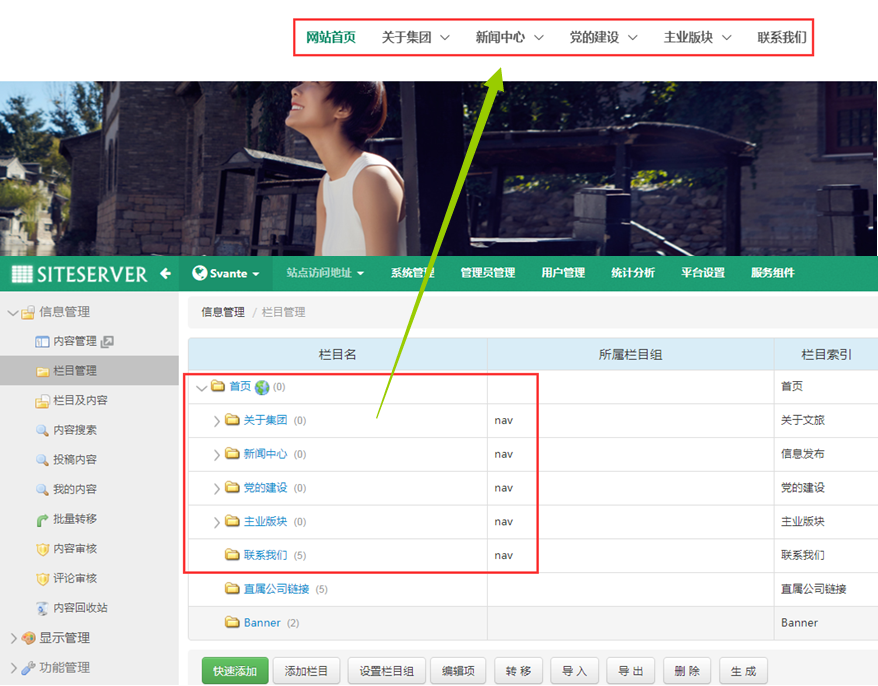 网站首页 关于集团 新闻中心 党的建设 主业版块 联系我们
SITESERVER Svante 站点访问地址 系统管理 管理员管理 用户管理 统计分析 平台设置 服务组件
信息管理
内容管理
栏目管理
栏目及内容
内容搜索
投稿内容
我的内容
批量转移
内容审核
评论审核
内容回收站
显示管理
功能管理
信息管理 / 栏目管理
栏目名 所属栏目组 栏目索引
首页 (0) 首页
关于集团 (0) nav 关于文旅
新闻中心 (0) nav 信息发布
党的建设 (0) nav 党的建设
主业版块 (0) nav 主业版块
联系我们 (5) nav 联系我们
直属公司链接 (5) 直属公司链接
Banner (2) Banner
快速添加 添加栏目 设置栏目组 编辑项 转 移 导 入 导 出 删 除 生 成